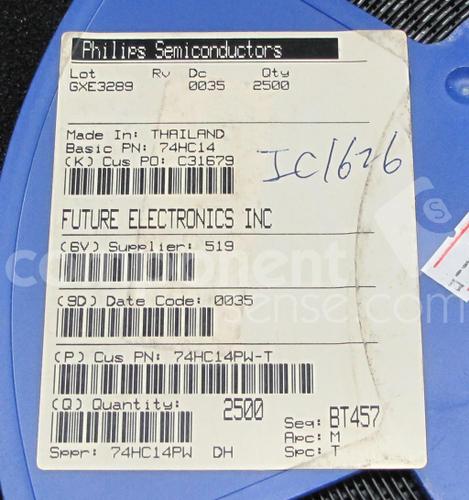 Philips Semiconductors
Lot Rv Dc Qty
GXE3289 0035 2500
Made In: THAILAND
Basic PN: 74HC14
(K) Cus PO: C31679
IC1626
FUTURE ELECTRONICS INC
(6V) Supplier: 519
component
sense.com
(9D) Date Code: 0035
(P) Cus PN: 74HC14PW-T
(Q) Quantity: 2500
Seq: BT457
Apc: M
Sppr: 74HC14PW DH Spc: T